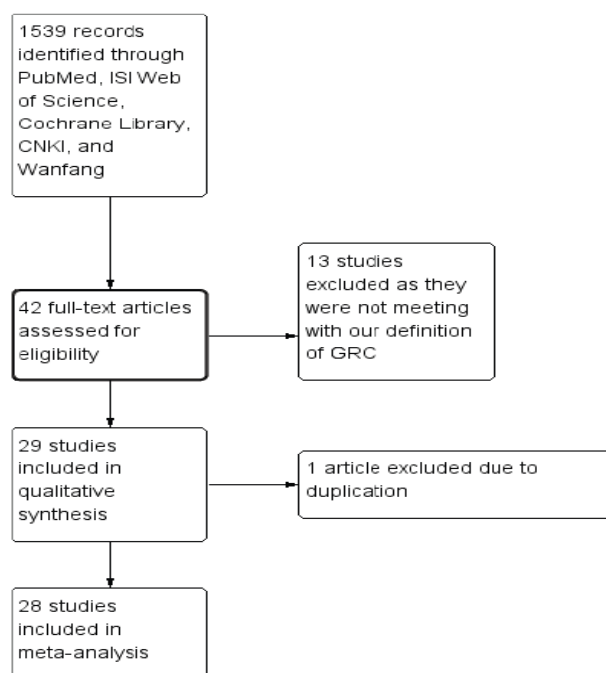 1539 records
identified through
PubMed, ISI Web
of Science,
Cochrane Library,
CNKI, and
Wanfang
13 studies
excluded as they
were not meeting
with our definition
of GRC
42 full-text articles
assessed for
eligibility
29 studies
included in
qualitative
synthesis
1 article excluded due to
duplication
28 studies
included in
meta-analysis